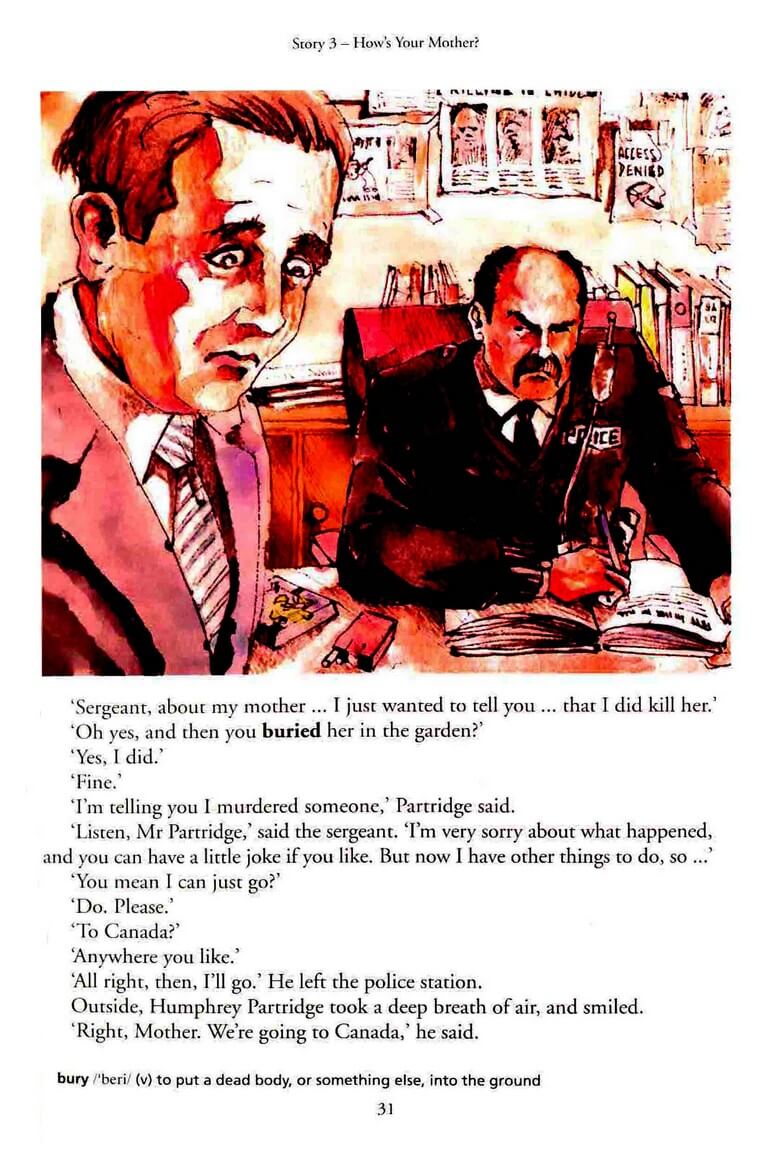 Story 3 – How's Your Mother?
ACCESS
DENIED
POLICE
'Sergeant, about my mother ... I just wanted to tell you ... that I did kill her.'
'Oh yes, and then you buried her in the garden?'
'Yes, I did.'
'Fine.'
'I'm telling you I murdered someone,' Partridge said.
'Listen, Mr Partridge,' said the sergeant. 'I'm very sorry about what happened,
and you can have a little joke if you like. But now I have other things to do, so ...'
'You mean I can just go?'
'Do. Please.'
'To Canada?'
'Anywhere you like.'
'All right, then, I'll go.' He left the police station.
Outside, Humphrey Partridge took a deep breath of air, and smiled.
'Right, Mother. We're going to Canada,' he said.
bury /'beri/ (v) to put a dead body, or something else, into the ground
31